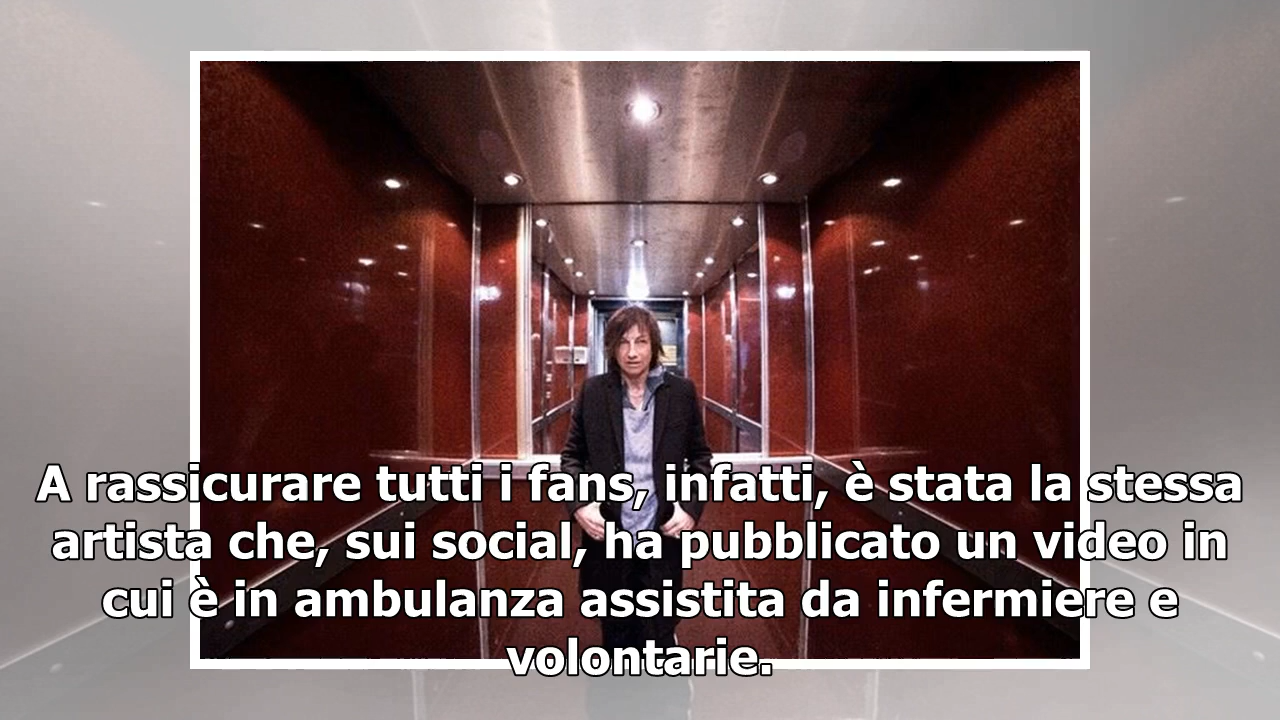 A rassicurare tutti i fans, infatti, è stata la stessa
artista che, sui social, ha pubblicato un video in
cui è in ambulanza assistita da infermiere e
volontarie.